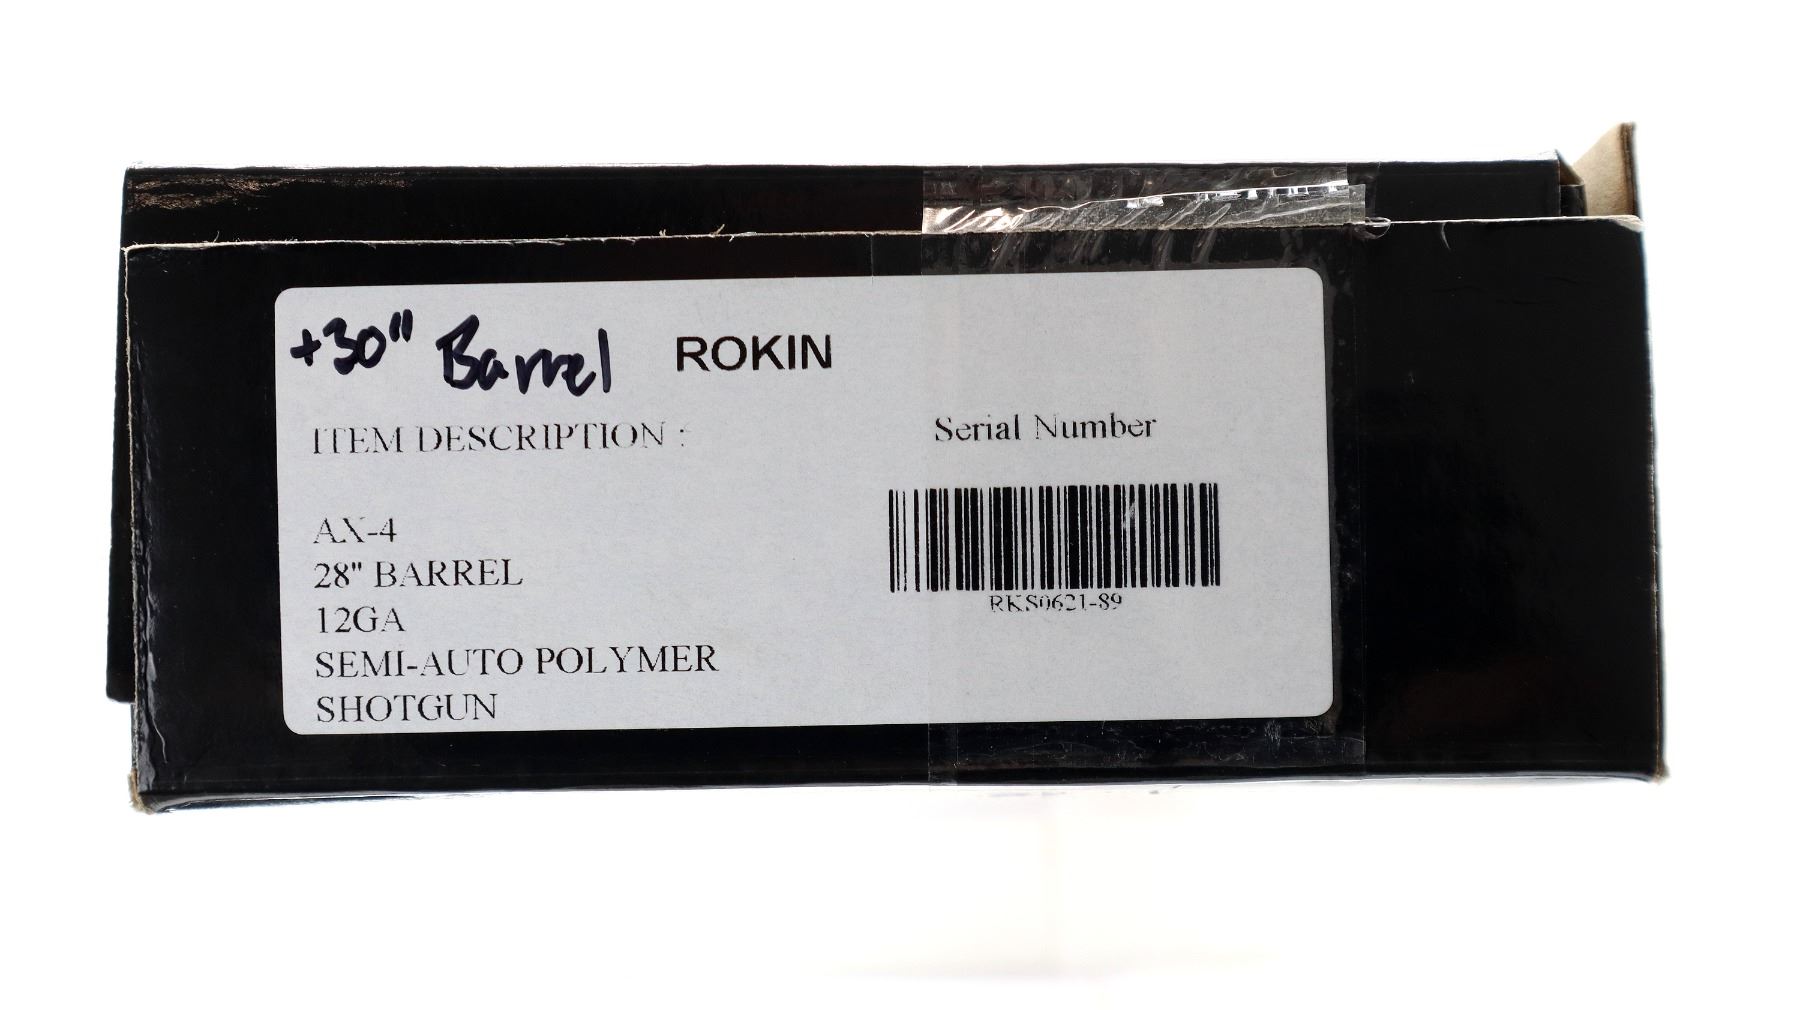 +30" Barrel ROKIN
ITEM DESCRIPTION :
Serial Number
AX-4
28" BARREL
12GA
SEMI-AUTO POLYMER
SHOTGUN
RKS0621-89